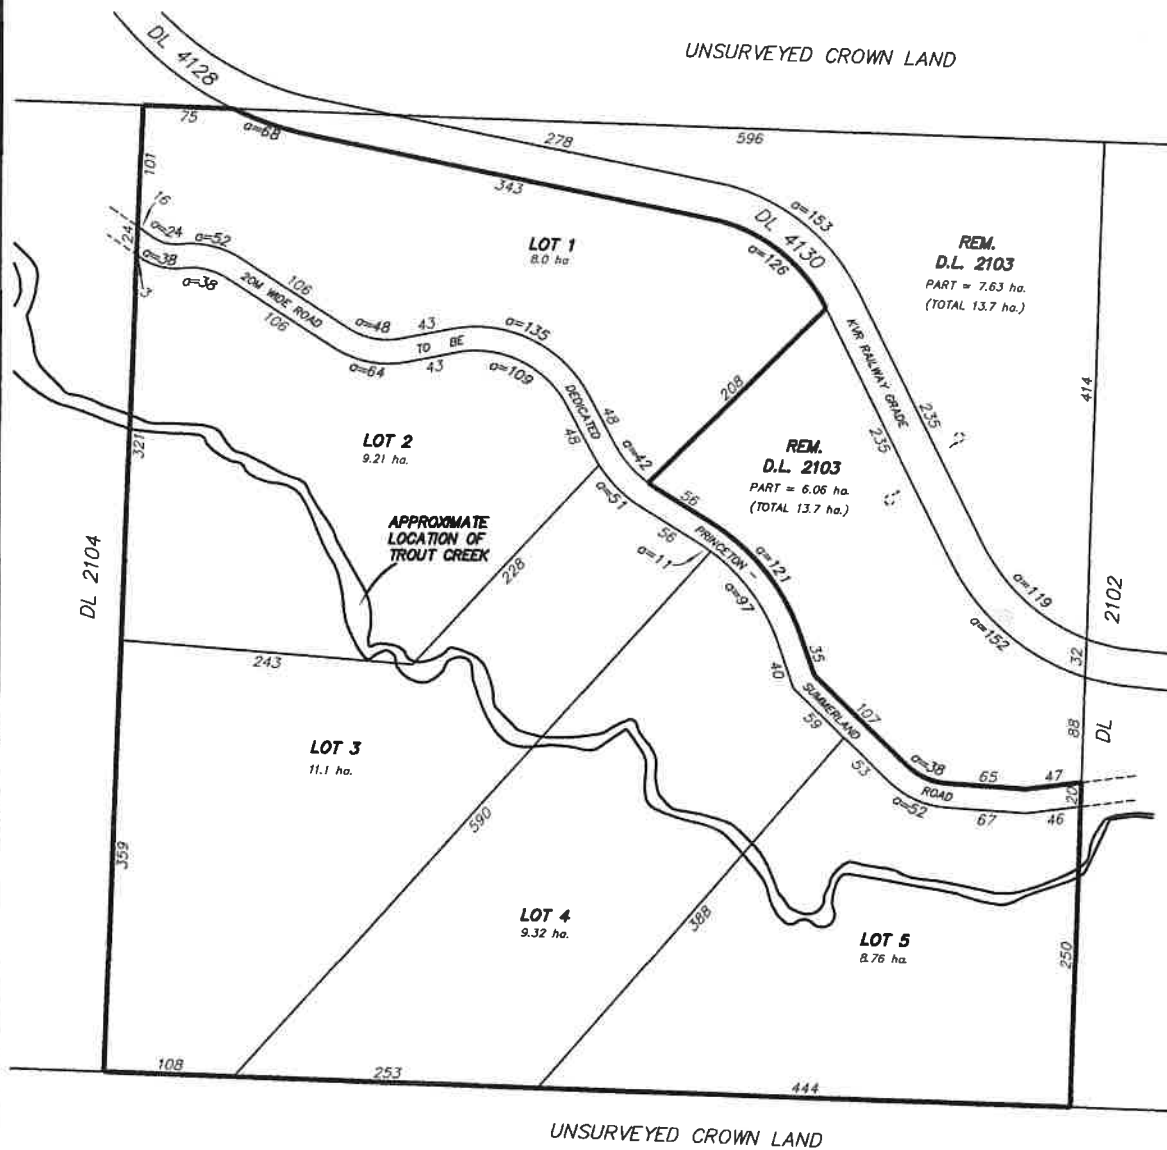 UNSURVEYED CROWN LAND
DL 4128
75
a=68
278
596
101
343
a=153
DL 4130
16
24
a=24
a=52
LOT 1
8.0 ha
a=126
REM.
D.L. 2103
PART = 7.63 ha.
(TOTAL 13.7 ha.)
a=38
a=38
3
106
20M WIDE ROAD
106
a=48
43
a=135
TO BE
a=64
43
a=109
KVR RAILWAY GRADE
208
414
235
235
DEDICATED
48
48
321
LOT 2
9.21 ha.
a=42
REM.
D.L. 2103
PART = 6.06 ha.
(TOTAL 13.7 ha.)
a=51
56
56
PRINCETON –
a=11
APPROXIMATE
LOCATION OF
TROUT CREEK
228
a=121
a=97
DL 2104
a=119
a=152
DL 2102
32
243
35
40
SUMMERLAND
107
59
88
LOT 3
11.1 ha.
53
a=38
65
47
20
ROAD
a=52
67
46
590
359
388
LOT 4
9.32 ha.
LOT 5
8.76 ha.
250
108
253
444
UNSURVEYED CROWN LAND